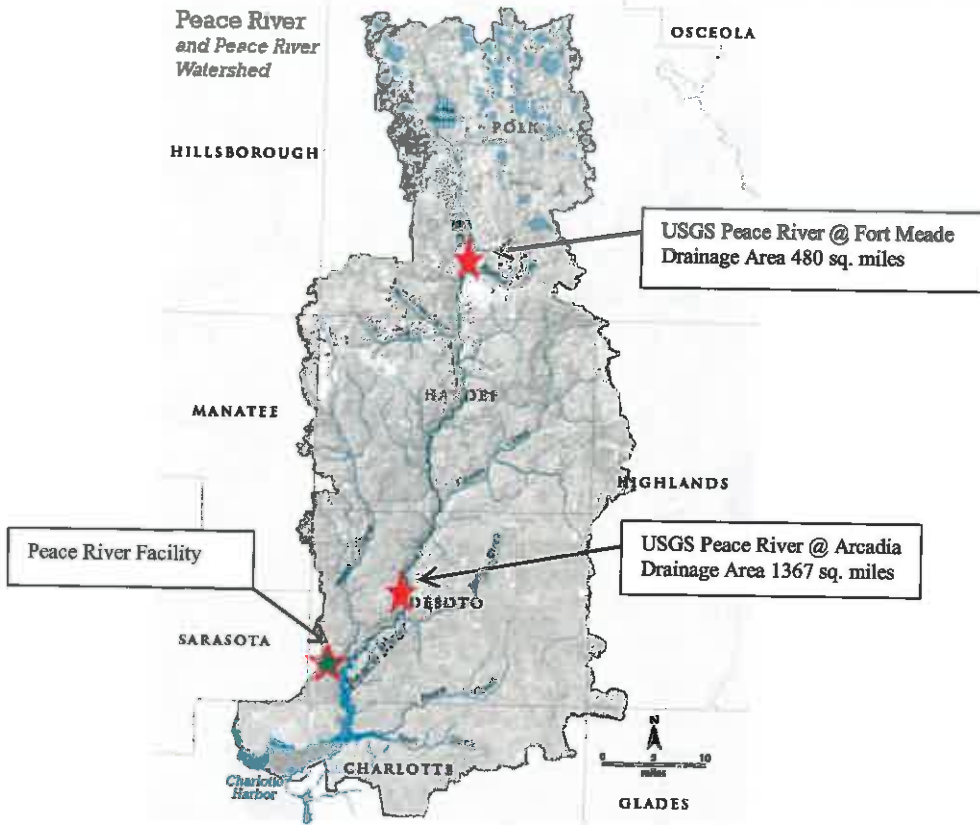 Peace River
and Peace River
Watershed
OSCEOLA
POLK
HILLSBOROUGH
USGS Peace River @ Fort Meade
Drainage Area 480 sq. miles
MANATEE
HIGHLANDS
Peace River Facility
USGS Peace River @ Arcadia
Drainage Area 1367 sq. miles
DESOTO
SARASOTA
N
0 5 10
miles
CHARLOTTE
Charlotte
Harbor
GLADES